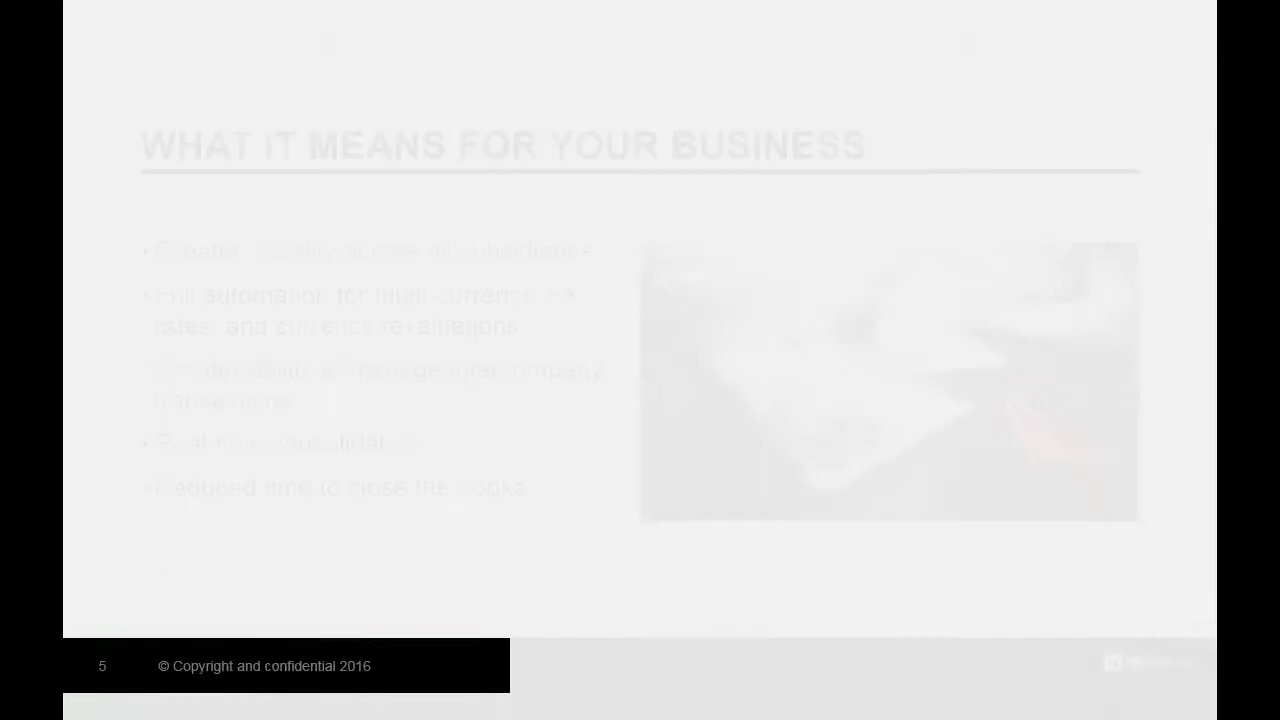 WHAT IT MEANS FOR YOUR BUSINESS
• Greater visibility across all subsidiaries
• Full automation for multi-currency, Fx
rates, and currency revaluations
Greater ability to manage intercompany
transactions
• Real time consolidation
• Reduced time to close the books
5 © Copyright and confidential 2016